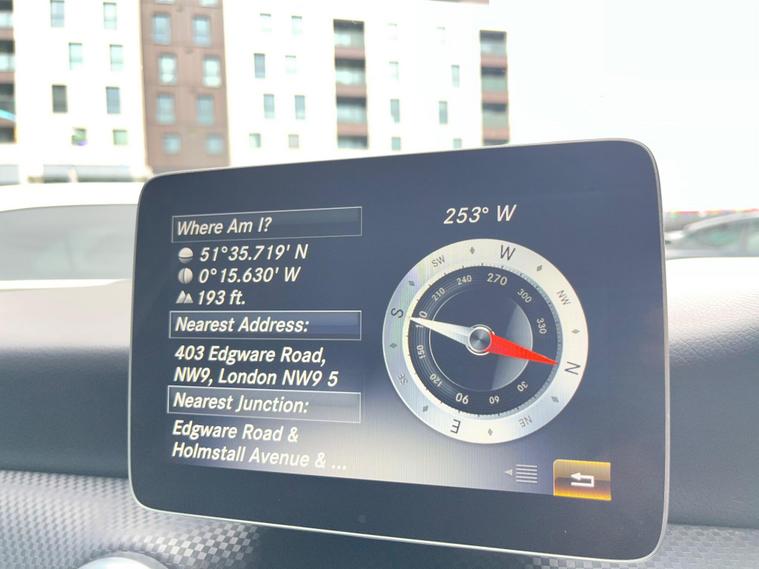 Where Am I?
51°35.719' N
0°15.630' W
193 ft.
Nearest Address:
403 Edgware Road,
NW9, London NW9 5
Nearest Junction:
Edgware Road &
Holmstall Avenue & ...
253° W
W
NW
N
NE
E
SE
S
SW
270
300
330
60
90
120
150
210
240